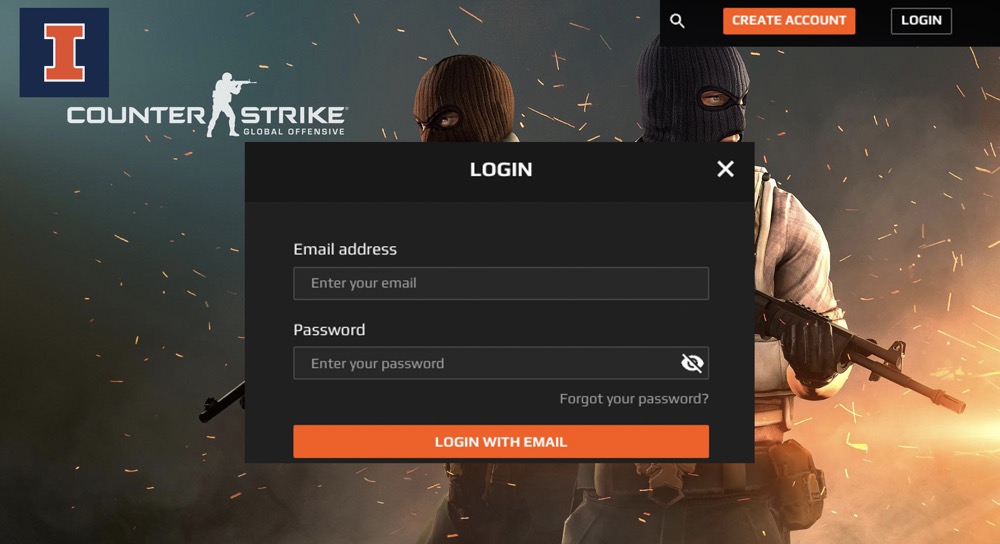 CREATE ACCOUNT
LOGIN
I
COUNTER STRIKE
GLOBAL OFFENSIVE
LOGIN
Email address
Enter your email
Password
Enter your password
Forgot your password?
LOGIN WITH EMAIL